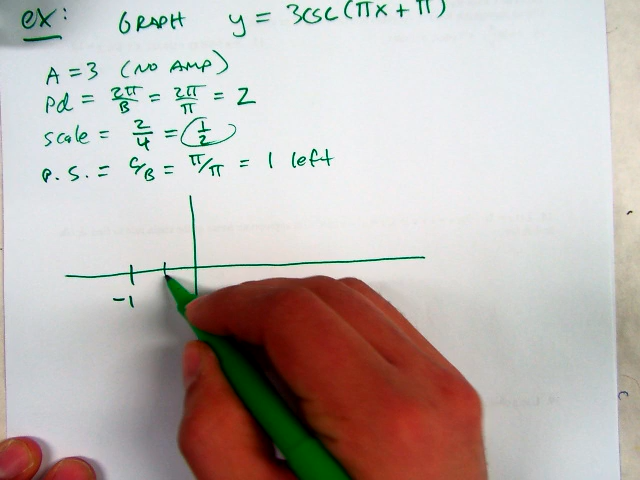 ex: GRAPH y = 3csc(πx + π)
A = 3 (NO AMP)
Pd = 2π/B = 2π/π = 2
scale = 2/4 = 1/2
P.S. = C/B = π/π = 1 left
-1